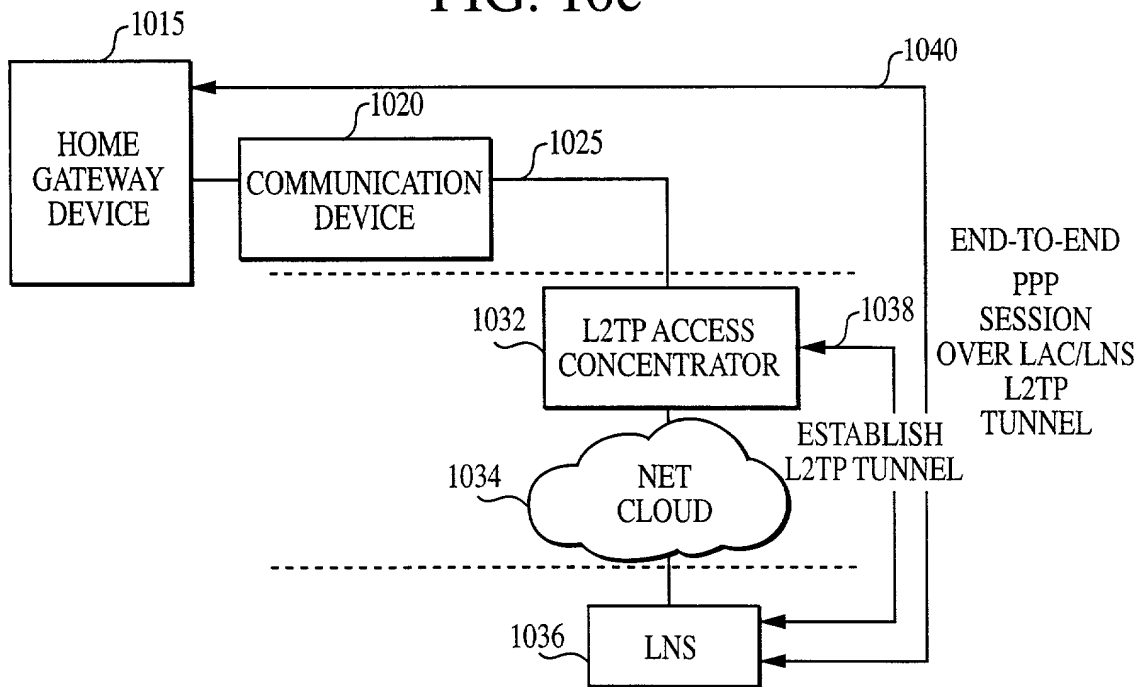 FIG. 10c
1015
1040
1020
1025
HOME
GATEWAY
DEVICE
COMMUNICATION
DEVICE
END-TO-END
PPP
SESSION
OVER LAC/LNS
L2TP
TUNNEL
1032
L2TP ACCESS
CONCENTRATOR
1038
ESTABLISH
L2TP TUNNEL
1034
NET
CLOUD
1036
LNS